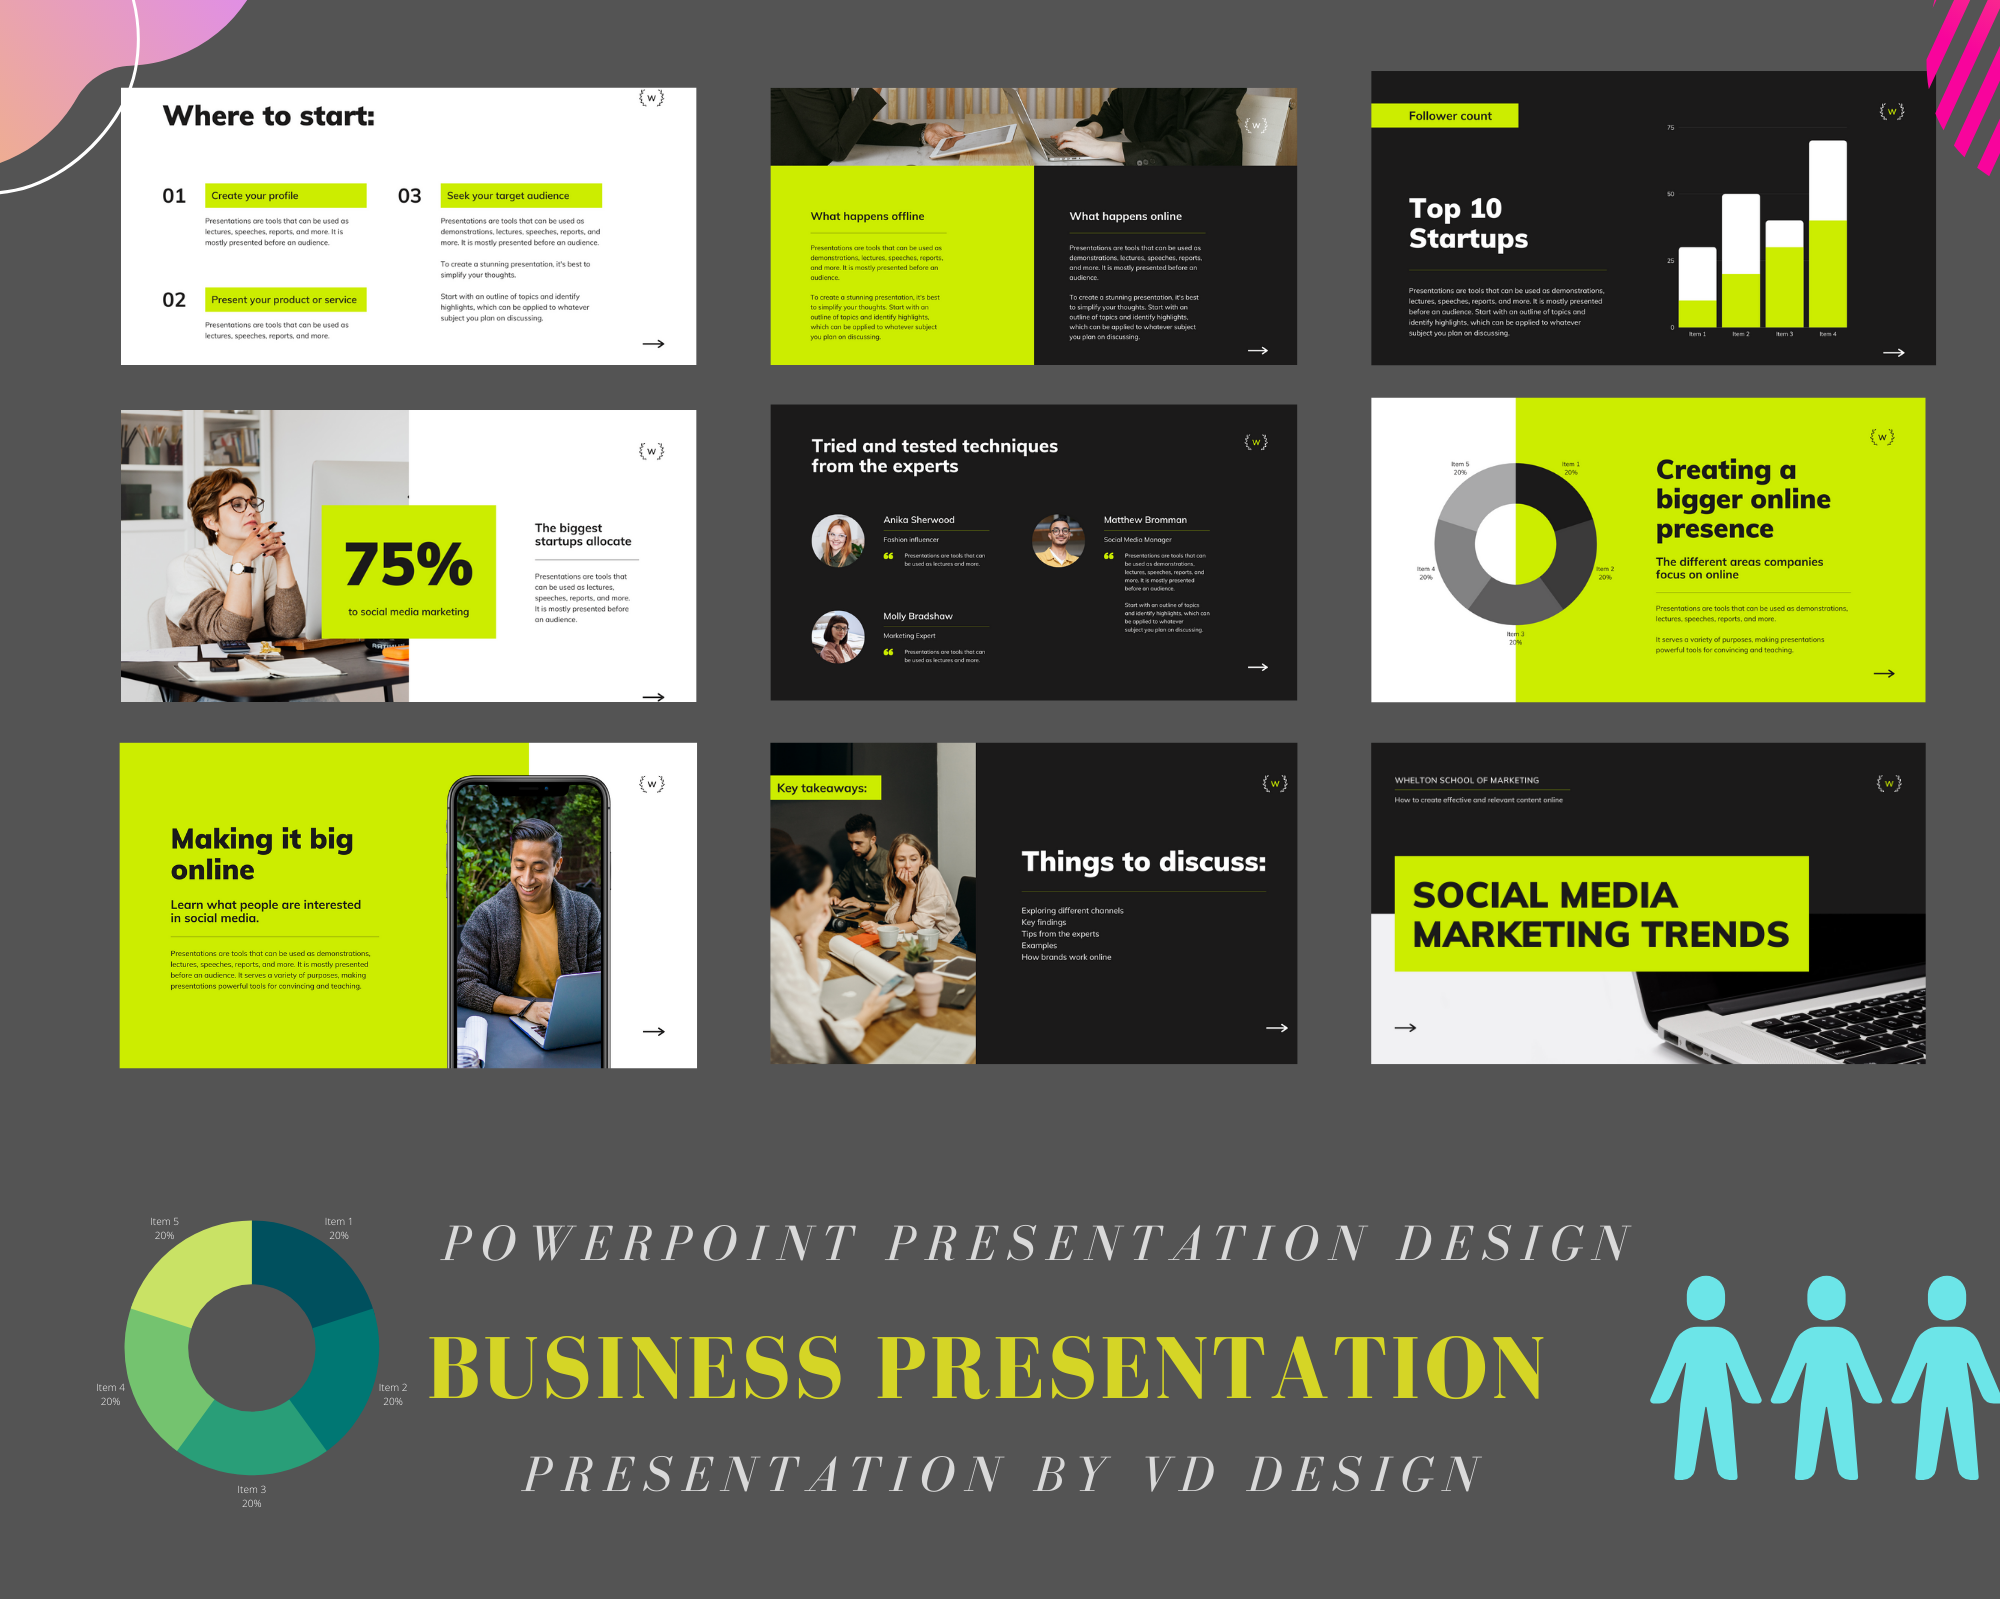 Where to start:
W
01
Create your profile
Presentations are tools that can be used as
lectures, speeches, reports, and more. It is
mostly presented before an audience.
02
Present your product or service
Presentations are tools that can be used as
lectures, speeches, reports, and more.
03
Seek your target audience
Presentations are tools that can be used as
demonstrations, lectures, speeches, reports, and
more. It is mostly presented before an audience.
To create a stunning presentation, it's best to
simplify your thoughts.
Start with an outline of topics and identify
highlights, which can be applied to whatever
subject you plan on discussing.
W
What happens offline
Presentations are tools that can be used as
demonstrations, lectures, speeches, reports,
and more. It is mostly presented before an
audience.
To create a stunning presentation, it's best
to simplify your thoughts. Start with an
outline of topics and identify highlights,
which can be applied to whatever subject
you plan on discussing.
What happens online
Presentations are tools that can be used as
demonstrations, lectures, speeches, reports,
and more. It is mostly presented before an
audience.
To create a stunning presentation, it's best
to simplify your thoughts. Start with an
outline of topics and identify highlights,
which can be applied to whatever subject
you plan on discussing.
Follower count
W
Top 10
Startups
Presentations are tools that can be used as demonstrations,
lectures, speeches, reports, and more. It is mostly presented
before an audience. Start with an outline of topics and
identify highlights, which can be applied to whatever
subject you plan on discussing.
75
50
25
0
Item 1 Item 2 Item 3 Item 4
75%
to social media marketing
W
The biggest
startups allocate
Presentations are tools that
can be used as lectures,
speeches, reports, and more.
It is mostly presented before
an audience.
Tried and tested techniques
from the experts
W
Anika Sherwood
Fashion influencer
Presentations are tools that can
be used as lectures and more.
Molly Bradshaw
Marketing Expert
Presentations are tools that can
be used as lectures and more.
Matthew Bromman
Social Media Manager
Presentations are tools that can
be used as demonstrations,
lectures, speeches, reports, and
more. It is mostly presented
before an audience.
Start with an outline of topics
and identify highlights, which can
be applied to whatever
subject you plan on discussing.
Item 5
20%
Item 1
20%
Item 4
20%
Item 2
20%
Item 3
20%
W
Creating a
bigger online
presence
The different areas companies
focus on online
Presentations are tools that can be used as demonstrations,
lectures, speeches, reports, and more.
It serves a variety of purposes, making presentations
powerful tools for convincing and teaching.
Making it big
online
Learn what people are interested
in social media.
Presentations are tools that can be used as demonstrations,
lectures, speeches, reports, and more. It is mostly presented
before an audience. It serves a variety of purposes, making
presentations powerful tools for convincing and teaching.
W
Key takeaways:
W
Things to discuss:
Exploring different channels
Key findings
Tips from the experts
Examples
How brands work online
WHELTON SCHOOL OF MARKETING
How to create effective and relevant content online
W
SOCIAL MEDIA
MARKETING TRENDS
Item 5
20%
Item 1
20%
Item 4
20%
Item 2
20%
Item 3
20%
POWERPOINT PRESENTATION DESIGN
BUSINESS PRESENTATION
PRESENTATION BY VD DESIGN